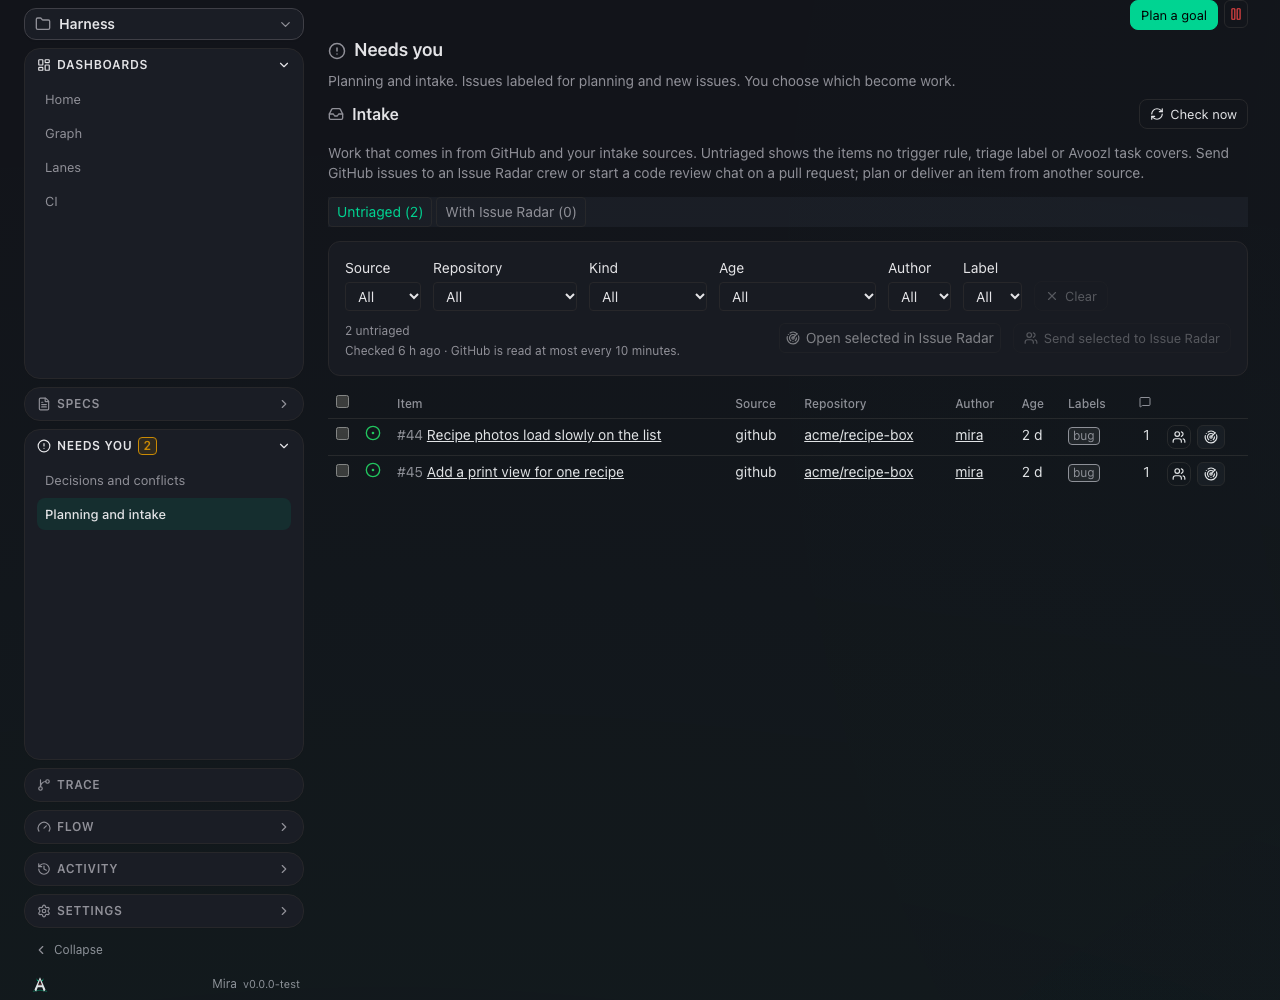 Harness
DASHBOARDS
Home
Graph
Lanes
CI
SPECS
NEEDS YOU 2
Decisions and conflicts
Planning and intake
TRACE
FLOW
ACTIVITY
SETTINGS
Collapse
A
Mira v0.0.0-test
Plan a goal
Needs you
Planning and intake. Issues labeled for planning and new issues. You choose which become work.
Intake
Check now
Work that comes in from GitHub and your intake sources. Untriaged shows the items no trigger rule, triage label or Avoozl task covers. Send
GitHub issues to an Issue Radar crew or start a code review chat on a pull request; plan or deliver an item from another source.
Untriaged (2) With Issue Radar (0)
Source Repository Kind Age Author Label
All All All All All All Clear
2 untriaged
Checked 6 h ago · GitHub is read at most every 10 minutes.
Open selected in Issue Radar Send selected to Issue Radar
Item Source Repository Author Age Labels
#44 Recipe photos load slowly on the list github acme/recipe-box mira 2 d bug 1
#45 Add a print view for one recipe github acme/recipe-box mira 2 d bug 1